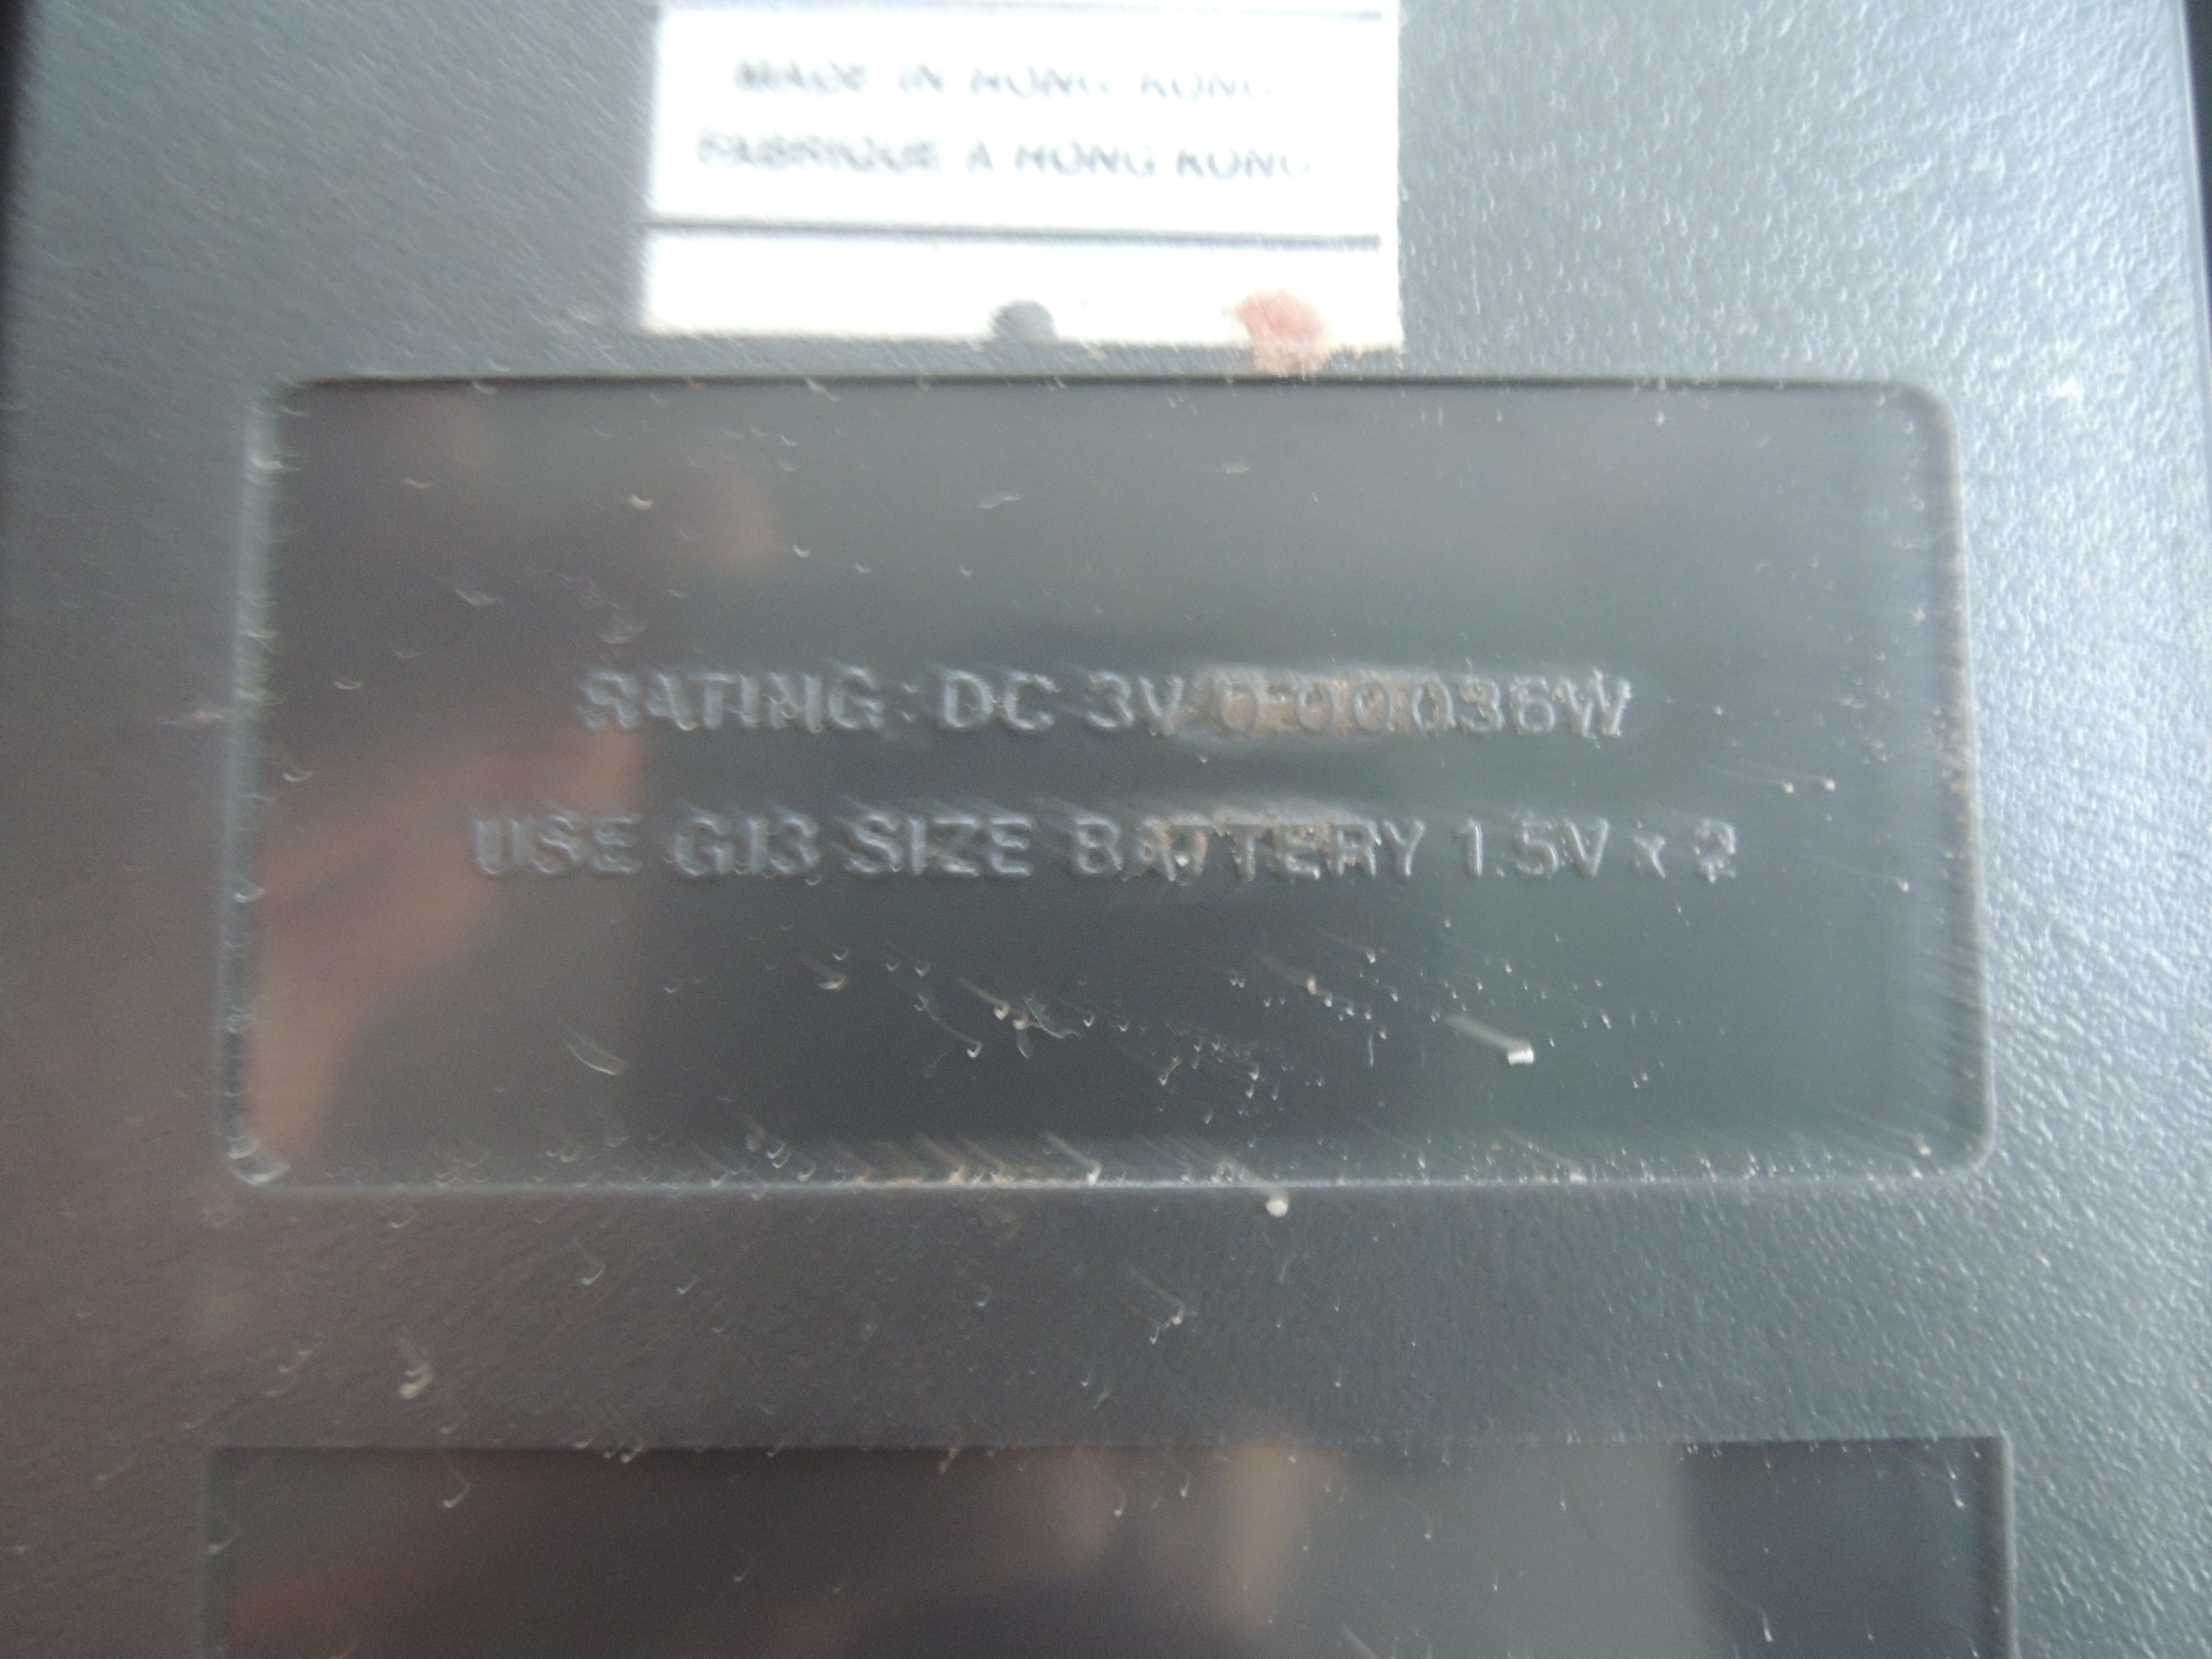 MADE IN HONG KONG
FABRIQUE A HONG KONG
RATING: DC 3V 0.00036W
USE G13 SIZE BATTERY 1.5V x 2